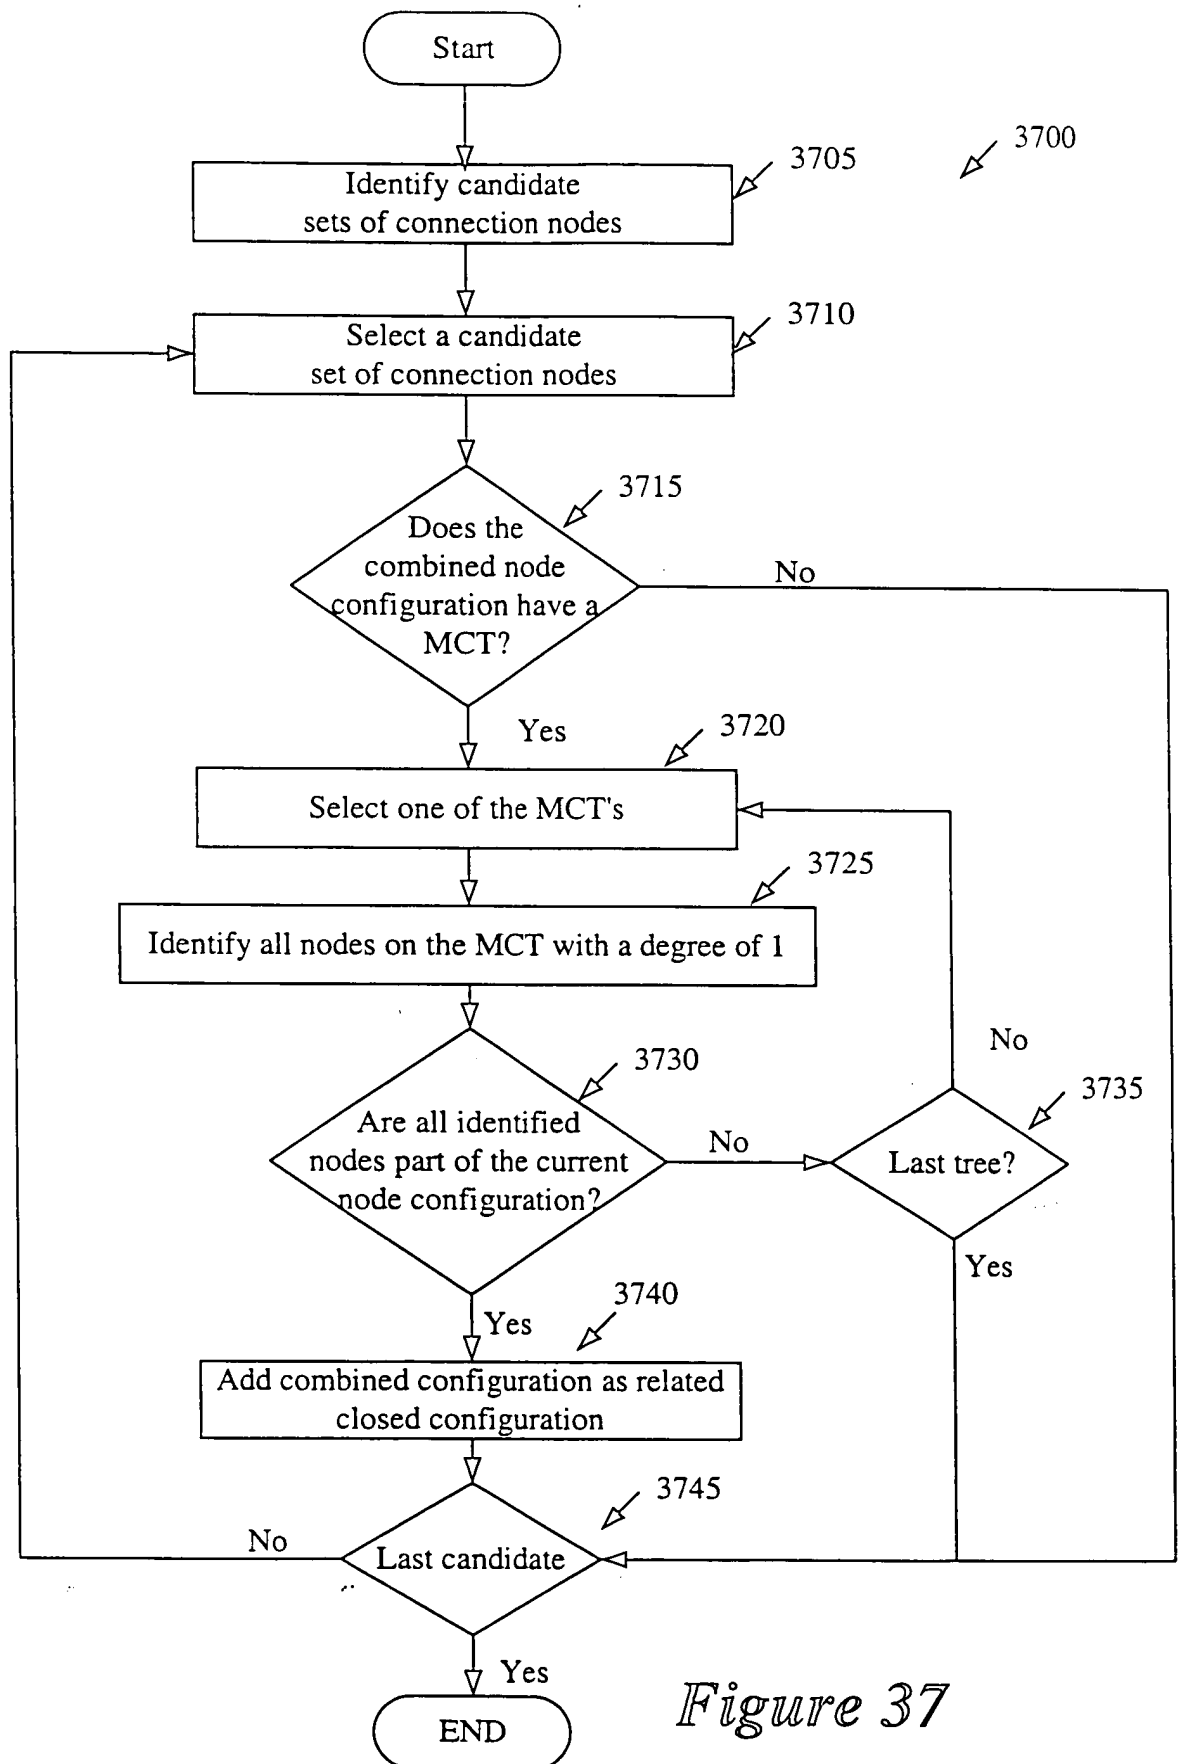 Start
3700
3705
Identify candidate
sets of connection nodes
3710
Select a candidate
set of connection nodes
3715
Does the
combined node
configuration have a
MCT?
No
Yes
3720
Select one of the MCT's
3725
Identify all nodes on the MCT with a degree of 1
No
3730
3735
Are all identified
nodes part of the current
node configuration?
No
Last tree?
Yes
3740
Yes
Add combined configuration as related
closed configuration
3745
No
Last candidate
Yes
END
Figure 37